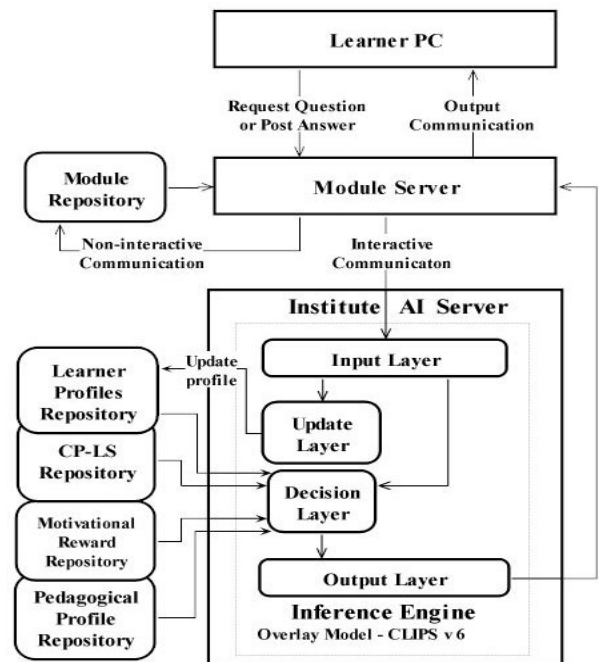 Learner PC
Request Question
or Post Answer
Output
Communication
Module
Repository
Module Server
Non-interactive
Communication
Interactive
Communicaton
Institute AI Server
Input Layer
Update
profile
Learner
Profiles
Repository
Update
Layer
CP-LS
Repository
Decision
Layer
Motivational
Reward
Repository
Output Layer
Pedagogical
Profile
Repository
Inference Engine
Overlay Model - CLIPS v 6